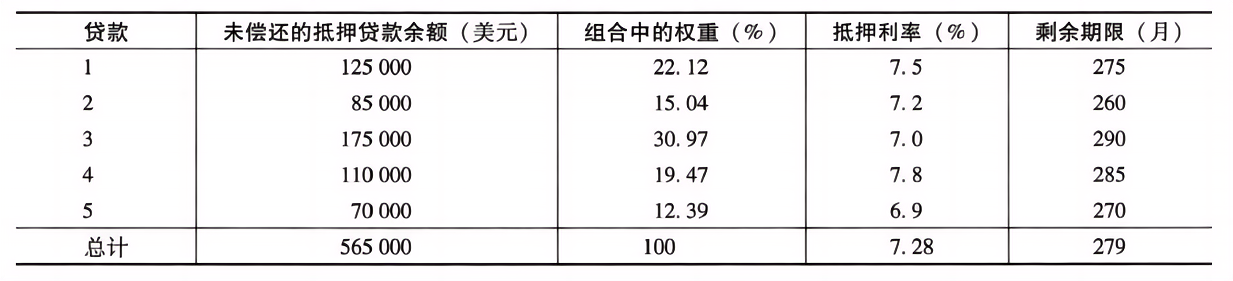 贷款 未偿还的抵押贷款余额（美元） 组合中的权重（%） 抵押利率（%） 剩余期限（月）
1 125 000 22. 12 7. 5 275
2 85 000 15. 04 7. 2 260
3 175 000 30. 97 7. 0 290
4 110 000 19. 47 7. 8 285
5 70 000 12. 39 6. 9 270
总计 565 000 100 7. 28 279